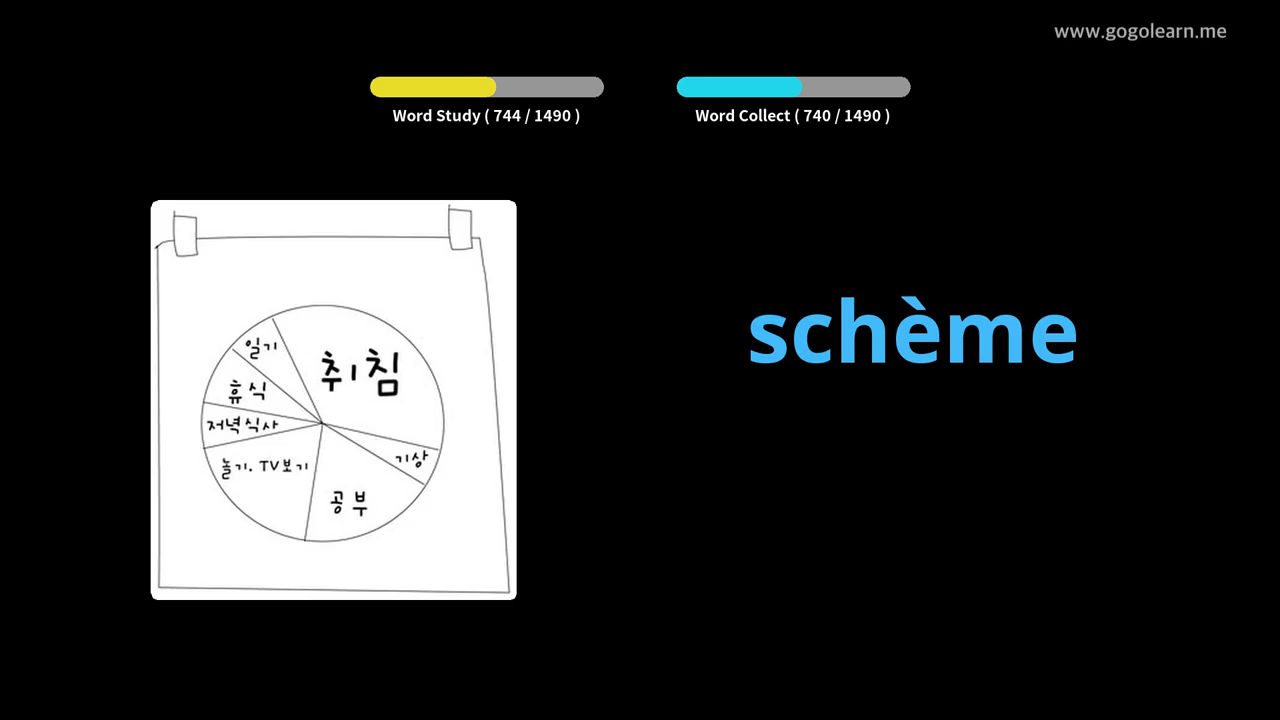 www.gogolearn.me
Word Study ( 744 / 1490 )
Word Collect ( 740 / 1490 )
일기
취침
휴식
저녁식사
놀기. TV보기
기상
공부
schème